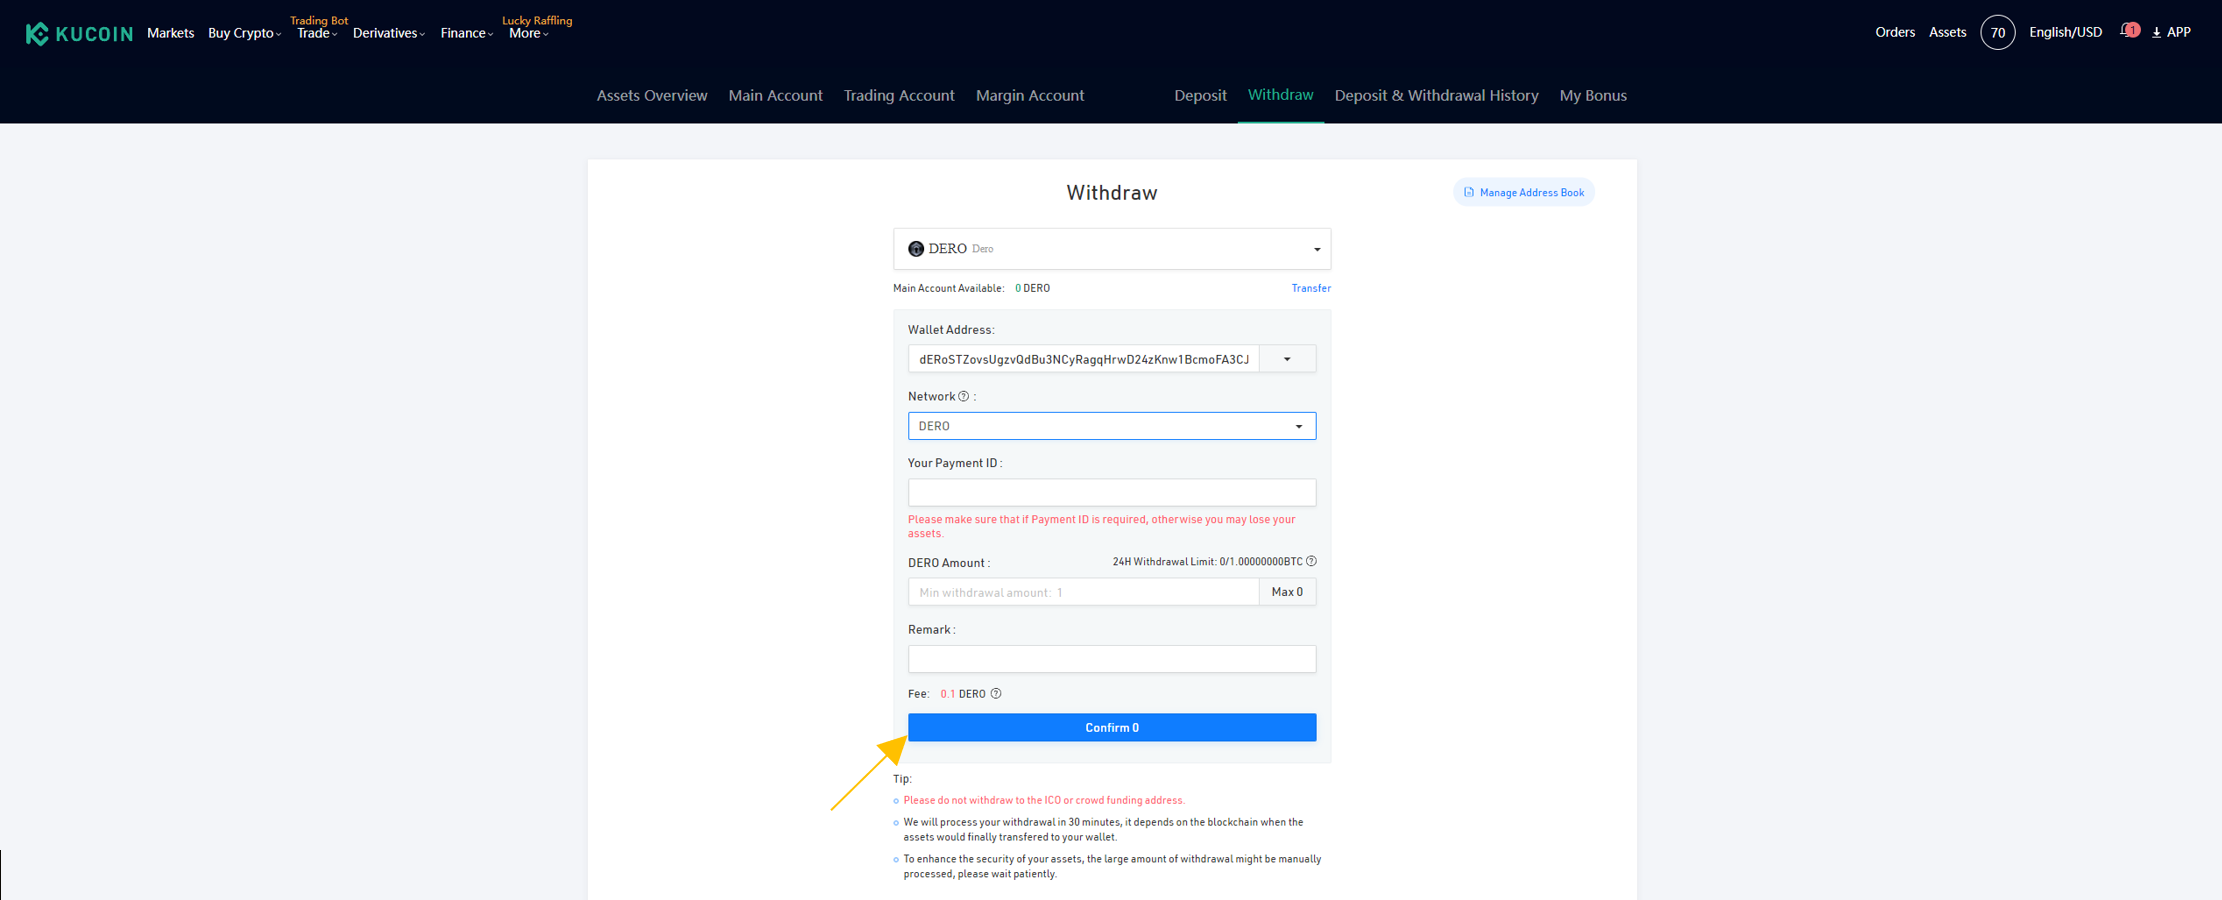 Trading Bot
Lucky Raffling
KUCOIN Markets Buy Crypto Trade Derivatives Finance More
Orders Assets 70 English/USD 1 APP
Assets Overview Main Account Trading Account Margin Account Deposit Withdraw Deposit & Withdrawal History My Bonus
Withdraw
Manage Address Book
DERO Dero
Main Account Available: 0 DERO Transfer
Wallet Address:
dERoSTZovsUgzvQdBu3NCyRagqHrwD24zKnw1BcmoFA3CJ
Network ? :
DERO
Your Payment ID :
Please make sure that if Payment ID is required, otherwise you may lose your
assets.
DERO Amount : 24H Withdrawal Limit: 0/1.00000000BTC ?
Min withdrawal amount: 1 Max 0
Remark :
Fee: 0.1 DERO ?
Confirm 0
Tip:
Please do not withdraw to the ICO or crowd funding address.
We will process your withdrawal in 30 minutes, it depends on the blockchain when the
assets would finally transfered to your wallet.
To enhance the security of your assets, the large amount of withdrawal might be manually
processed, please wait patiently.